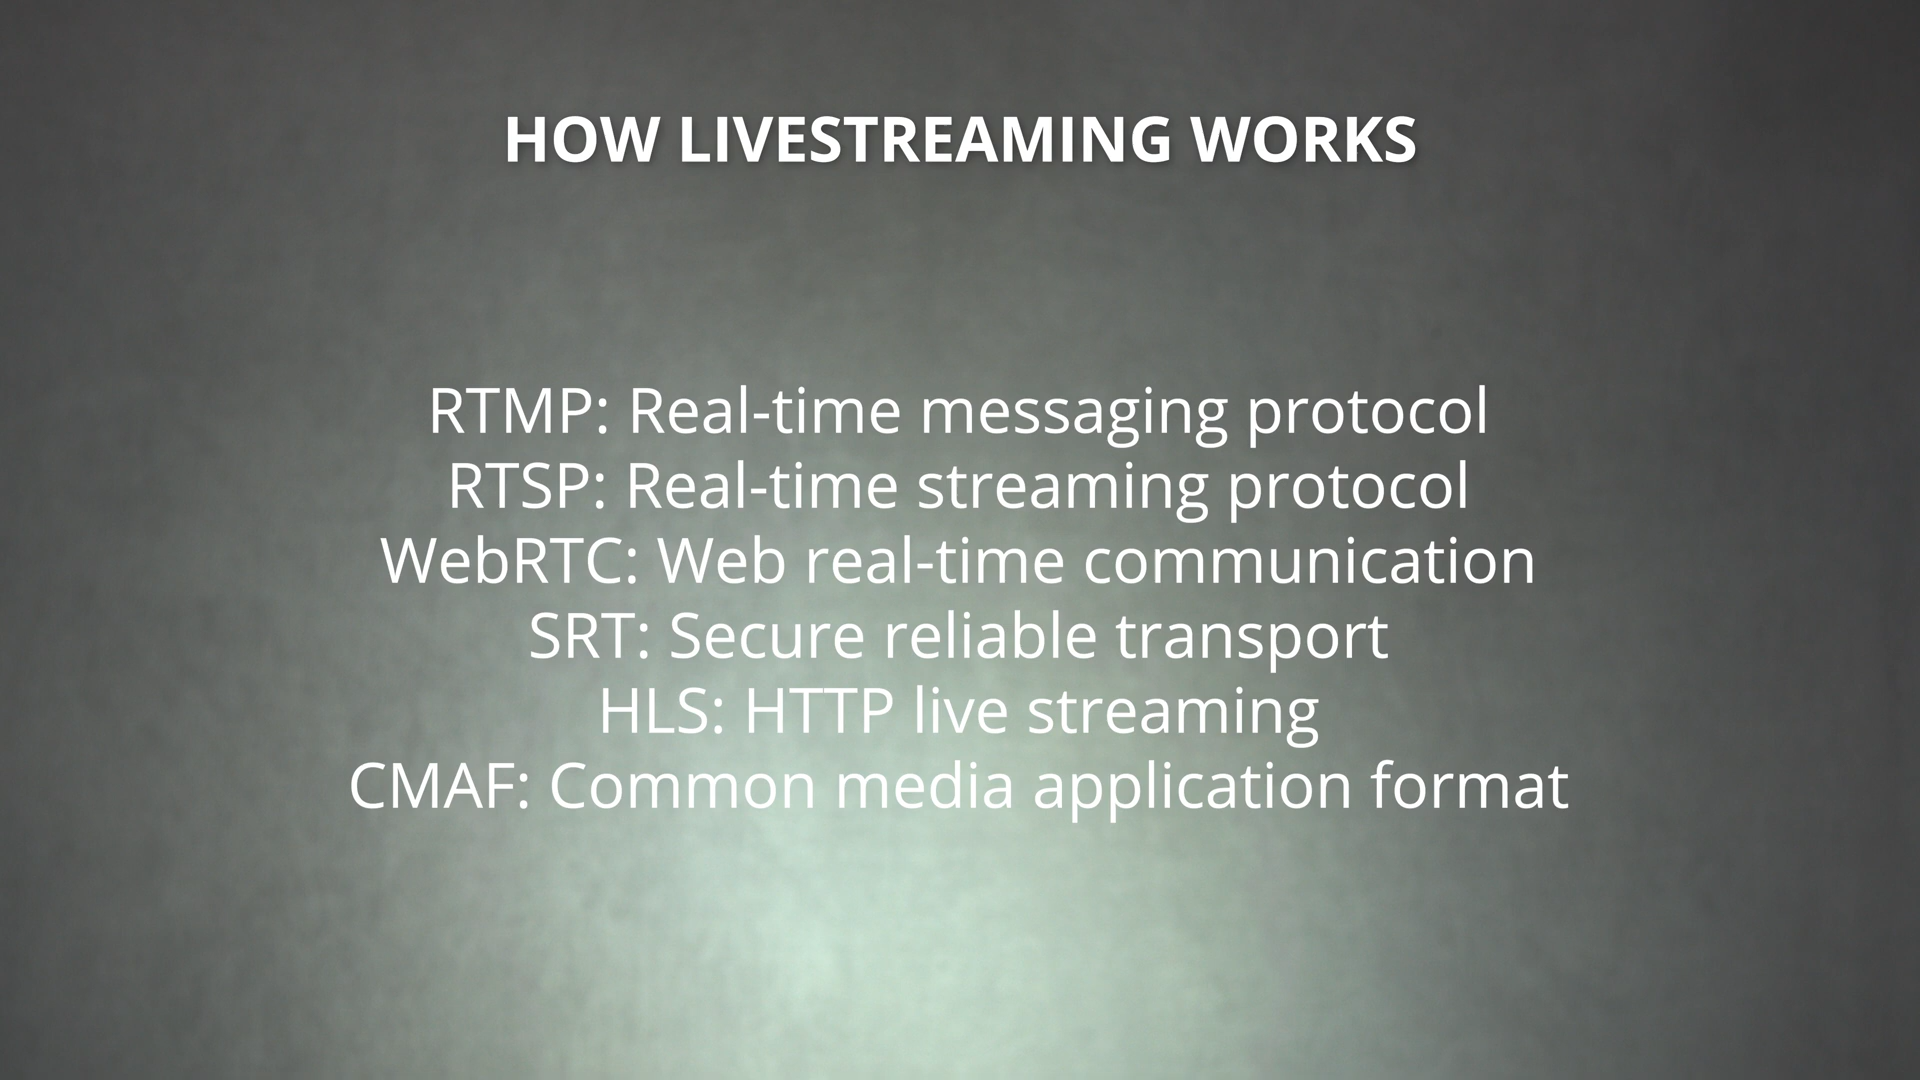 HOW LIVESTREAMING WORKS
RTMP: Real-time messaging protocol
RTSP: Real-time streaming protocol
WebRTC: Web real-time communication
SRT: Secure reliable transport
HLS: HTTP live streaming
CMAF: Common media application format